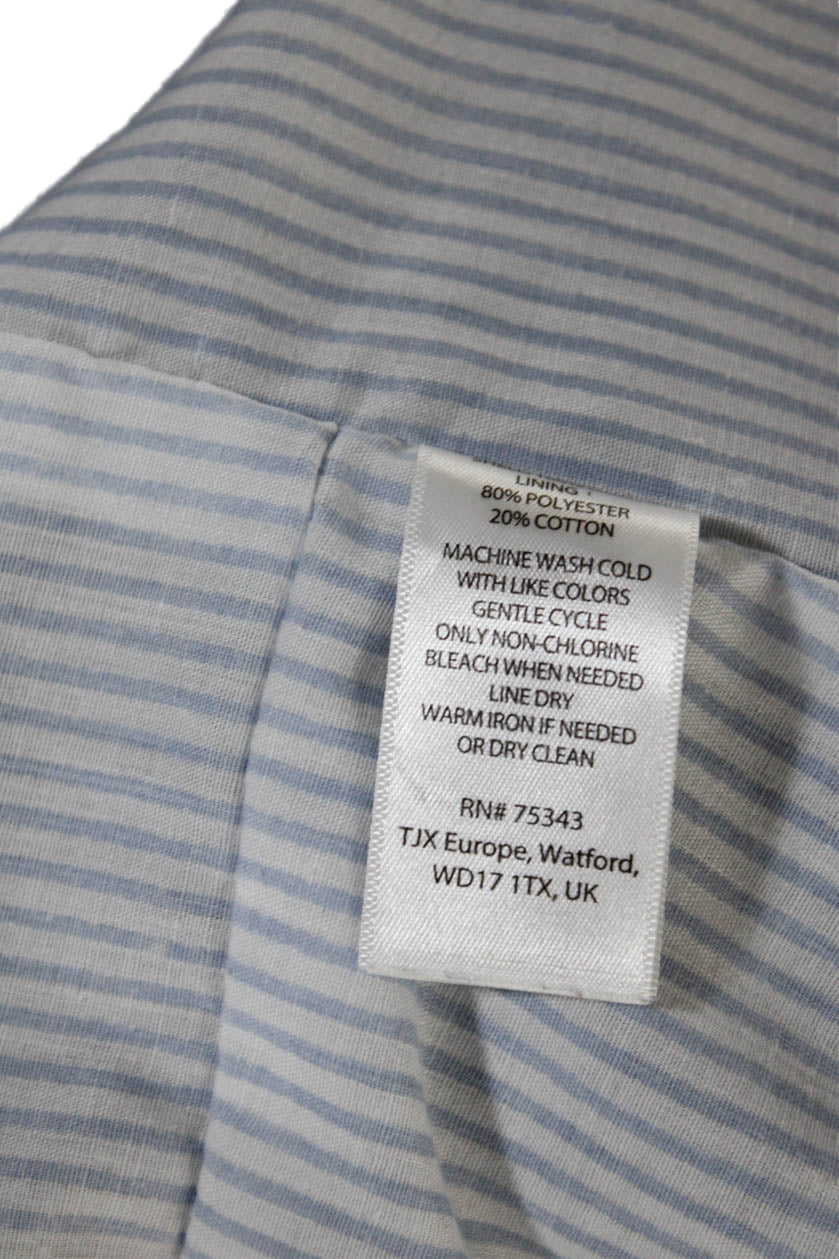 LINING
80% POLYESTER
20% COTTON
MACHINE WASH COLD
WITH LIKE COLORS
GENTLE CYCLE
ONLY NON-CHLORINE
BLEACH WHEN NEEDED
LINE DRY
WARM IRON IF NEEDED
OR DRY CLEAN
RN# 75343
TJX Europe, Watford,
WD17 1TX, UK